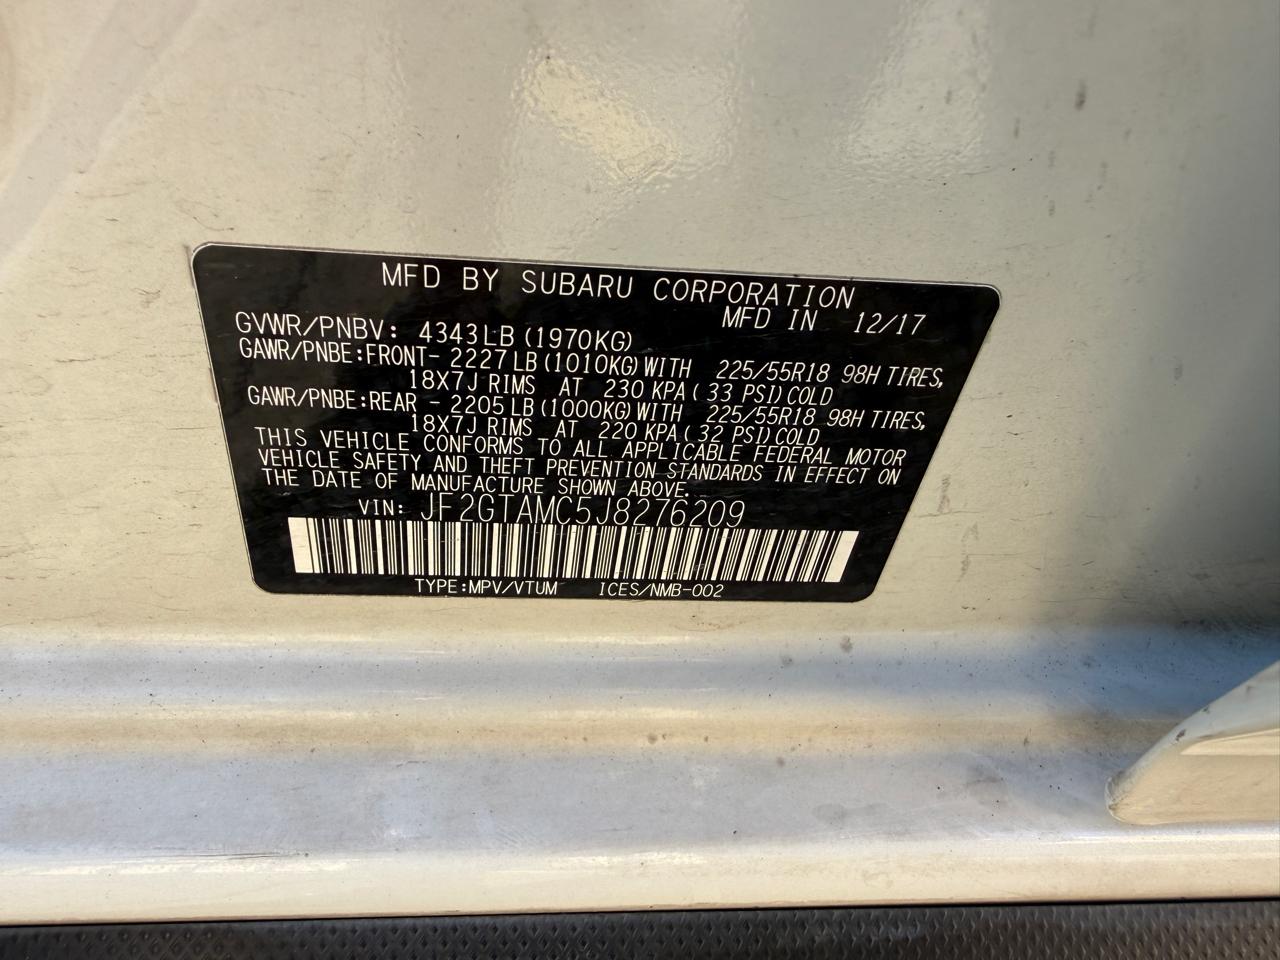 MFD BY SUBARU CORPORATION
MFD IN 12/17
GVWR/PNBV: 4343LB (1970KG)
GAWR/PNBE:FRONT- 2227LB (1010KG) WITH 225/55R18 98H TIRES,
18X7J RIMS AT 230 KPA ( 33 PSI) COLD
GAWR/PNBE:REAR - 2205LB (1000KG) WITH 225/55R18 98H TIRES,
18X7J RIMS AT 220 KPA ( 32 PSI) COLD
THIS VEHICLE CONFORMS TO ALL APPLICABLE FEDERAL MOTOR
VEHICLE SAFETY AND THEFT PREVENTION STANDARDS IN EFFECT ON
THE DATE OF MANUFACTURE SHOWN ABOVE.
VIN: JF2GTAMC5J8276209
TYPE:MPV/VTUM ICES/NMB-002